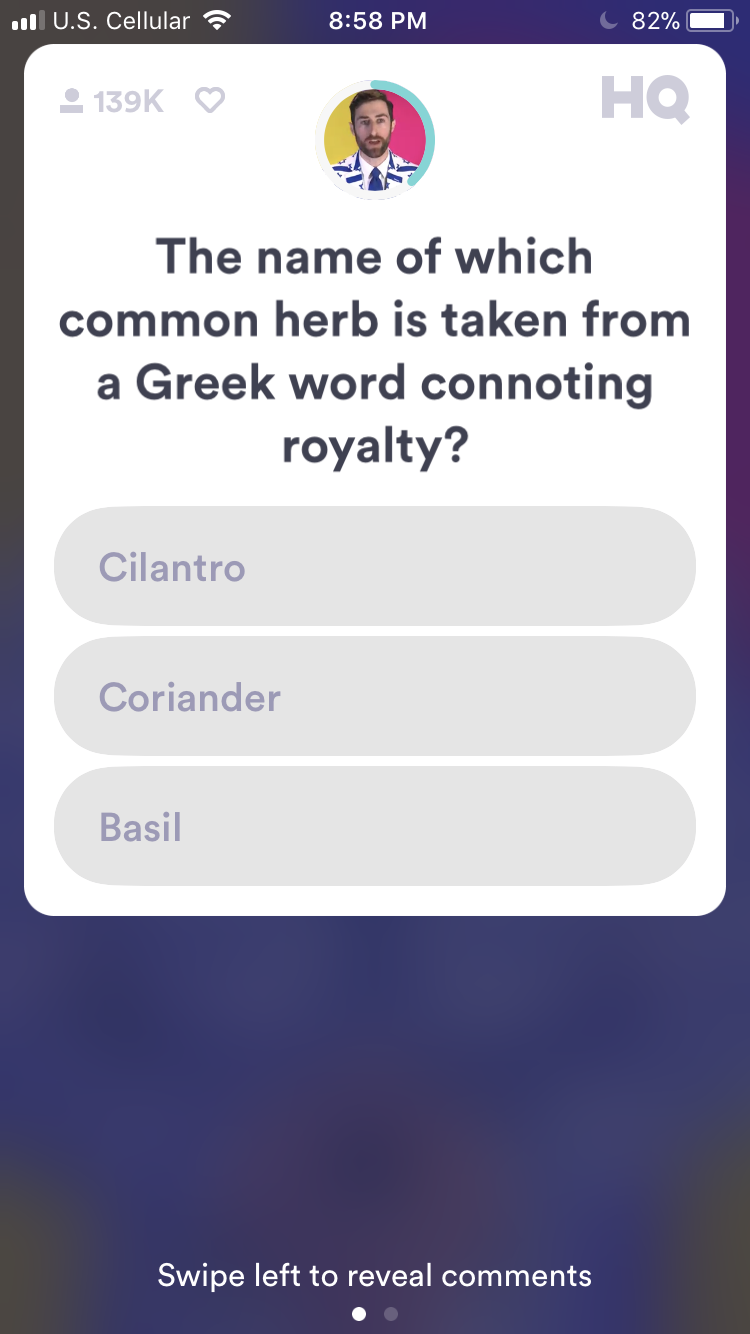 U.S. Cellular 8:58 PM 82%
139K HQ
The name of which
common herb is taken from
a Greek word connoting
royalty?
Cilantro
Coriander
Basil
Swipe left to reveal comments